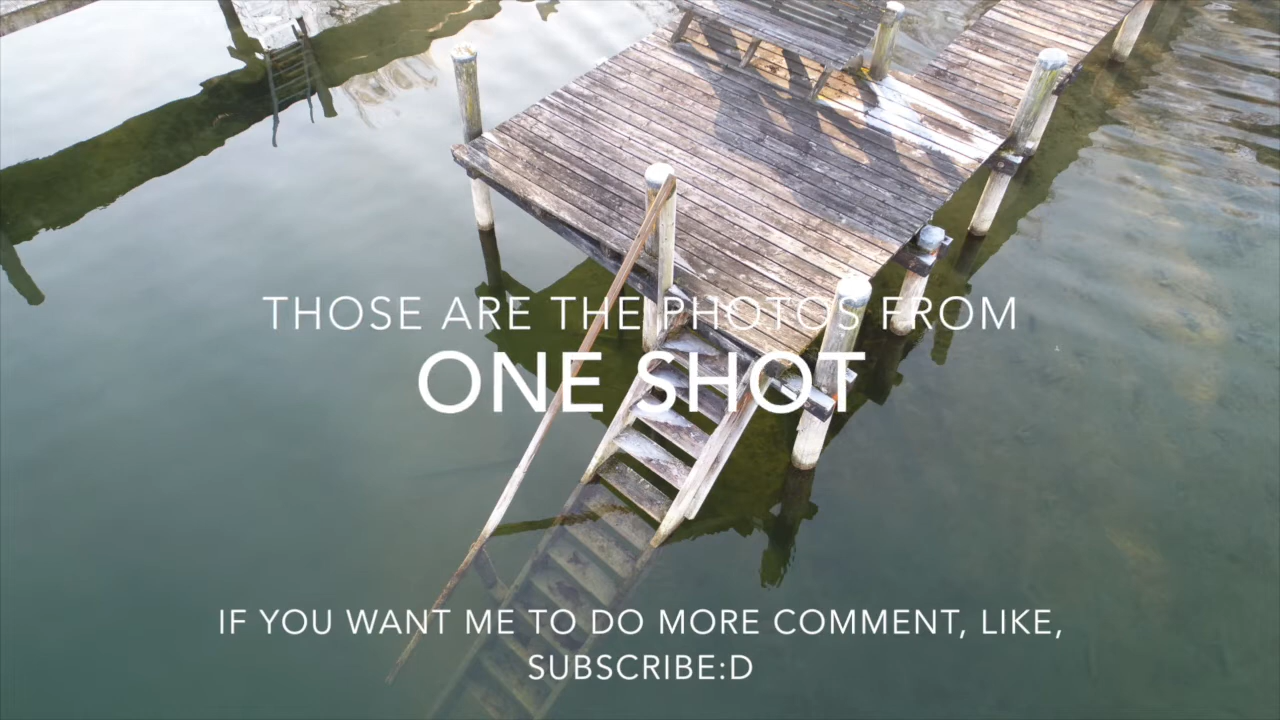 THOSE ARE THE PHOTOS FROM
ONE SHOT
IF YOU WANT ME TO DO MORE COMMENT, LIKE,
SUBSCRIBE:D